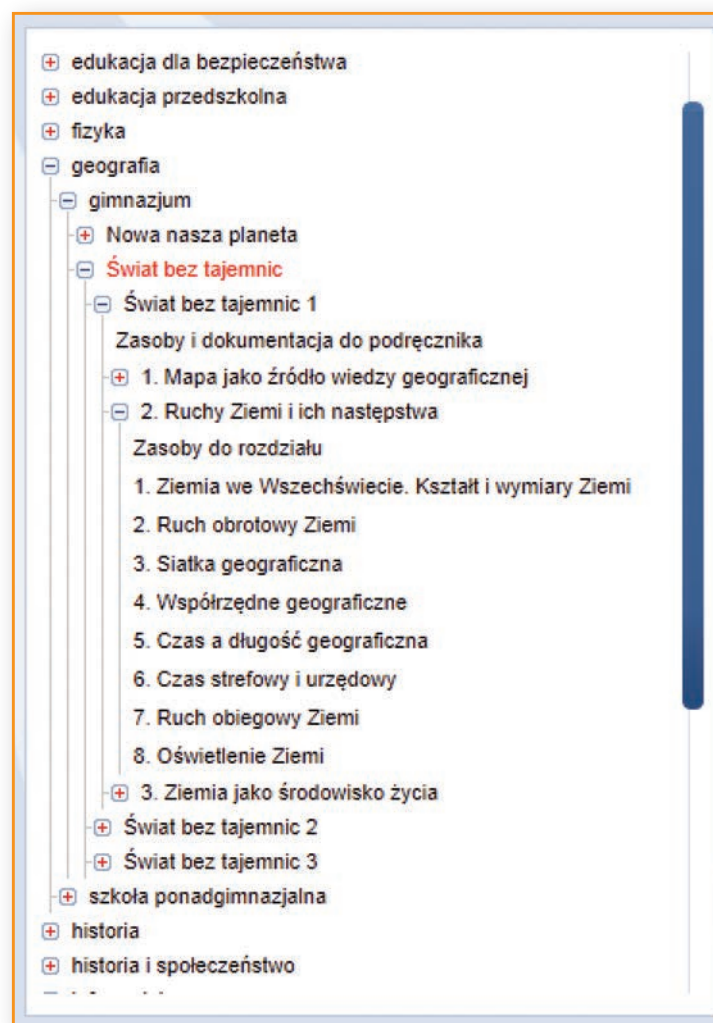 edukacja dla bezpieczeństwa
edukacja przedszkolna
fizyka
geografia
gimnazjum
Nowa nasza planeta
Świat bez tajemnic
Świat bez tajemnic 1
Zasoby i dokumentacja do podręcznika
1. Mapa jako źródło wiedzy geograficznej
2. Ruchy Ziemi i ich następstwa
Zasoby do rozdziału
1. Ziemia we Wszechświecie. Kształt i wymiary Ziemi
2. Ruch obrotowy Ziemi
3. Siatka geograficzna
4. Współrzędne geograficzne
5. Czas a długość geograficzna
6. Czas strefowy i urzędowy
7. Ruch obiegowy Ziemi
8. Oświetlenie Ziemi
3. Ziemia jako środowisko życia
Świat bez tajemnic 2
Świat bez tajemnic 3
szkoła ponadgimnazjalna
historia
historia i społeczeństwo